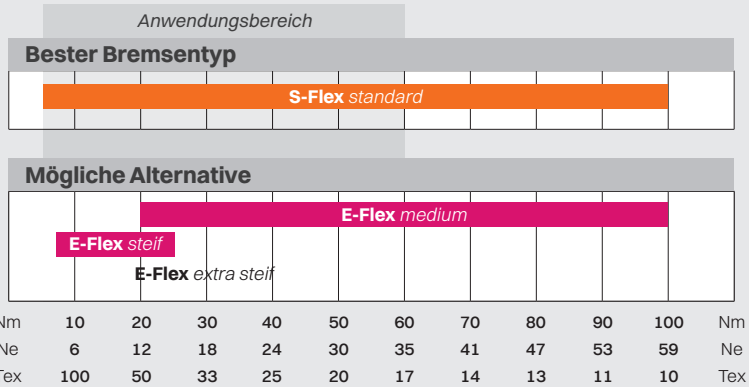 Anwendungsbereich
Bester Bremsentyp
S-Flex standard
Mögliche Alternative
E-Flex medium
E-Flex steif
E-Flex extra steif
Nm 10 20 30 40 50 60 70 80 90 100 Nm
Ne 6 12 18 24 30 35 41 47 53 59 Ne
Tex 100 50 33 25 20 17 14 13 11 10 Tex